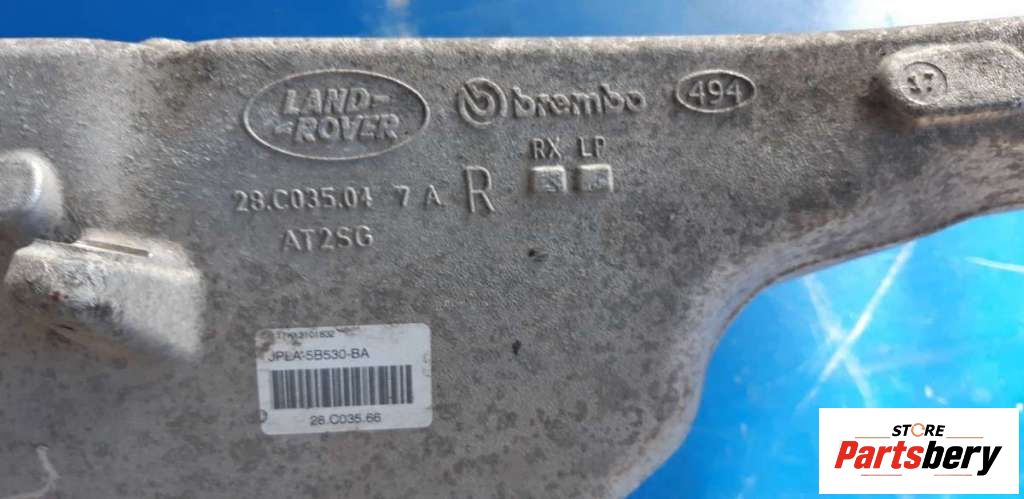 LAND-
-ROVER
brembo
494
17
RX LP
28.C035.04 7 A R
AT2SG
JPLA-5B530-BA
28.C035.66
STORE
Partsbery